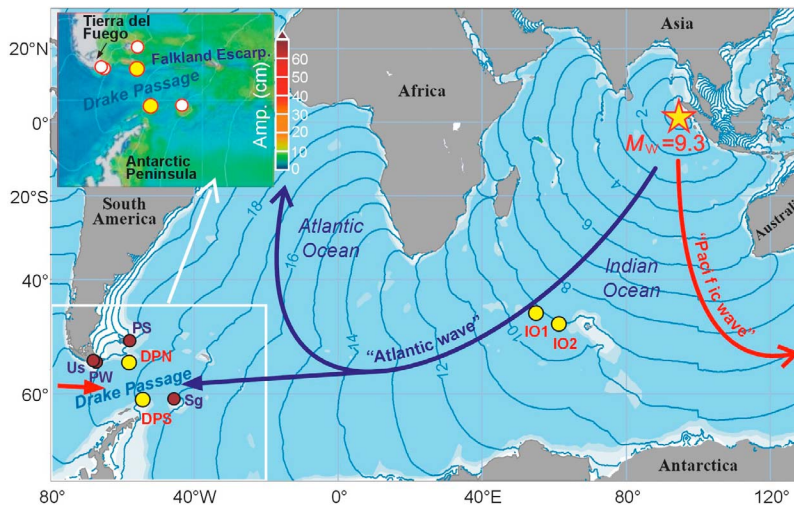 Tierra del
Fuego
Falkland Escarp.
Drake Passage
Antarctic
Peninsula
Amp. (cm)
60
50
40
30
20
10
0
Asia
Africa
South
America
Australi
Antarctica
Atlantic
Ocean
Indian
Ocean
Mw=9.3
"Atlantic wave"
"Pacific wave"
2
4
6
8
10
12
14
16
18
IO1
IO2
PS
DPN
Us
PW
Drake Passage
DPS
Sg
20°N
0°
20°S
40°
60°
80°
40°W
0°
40°E
80°
120°